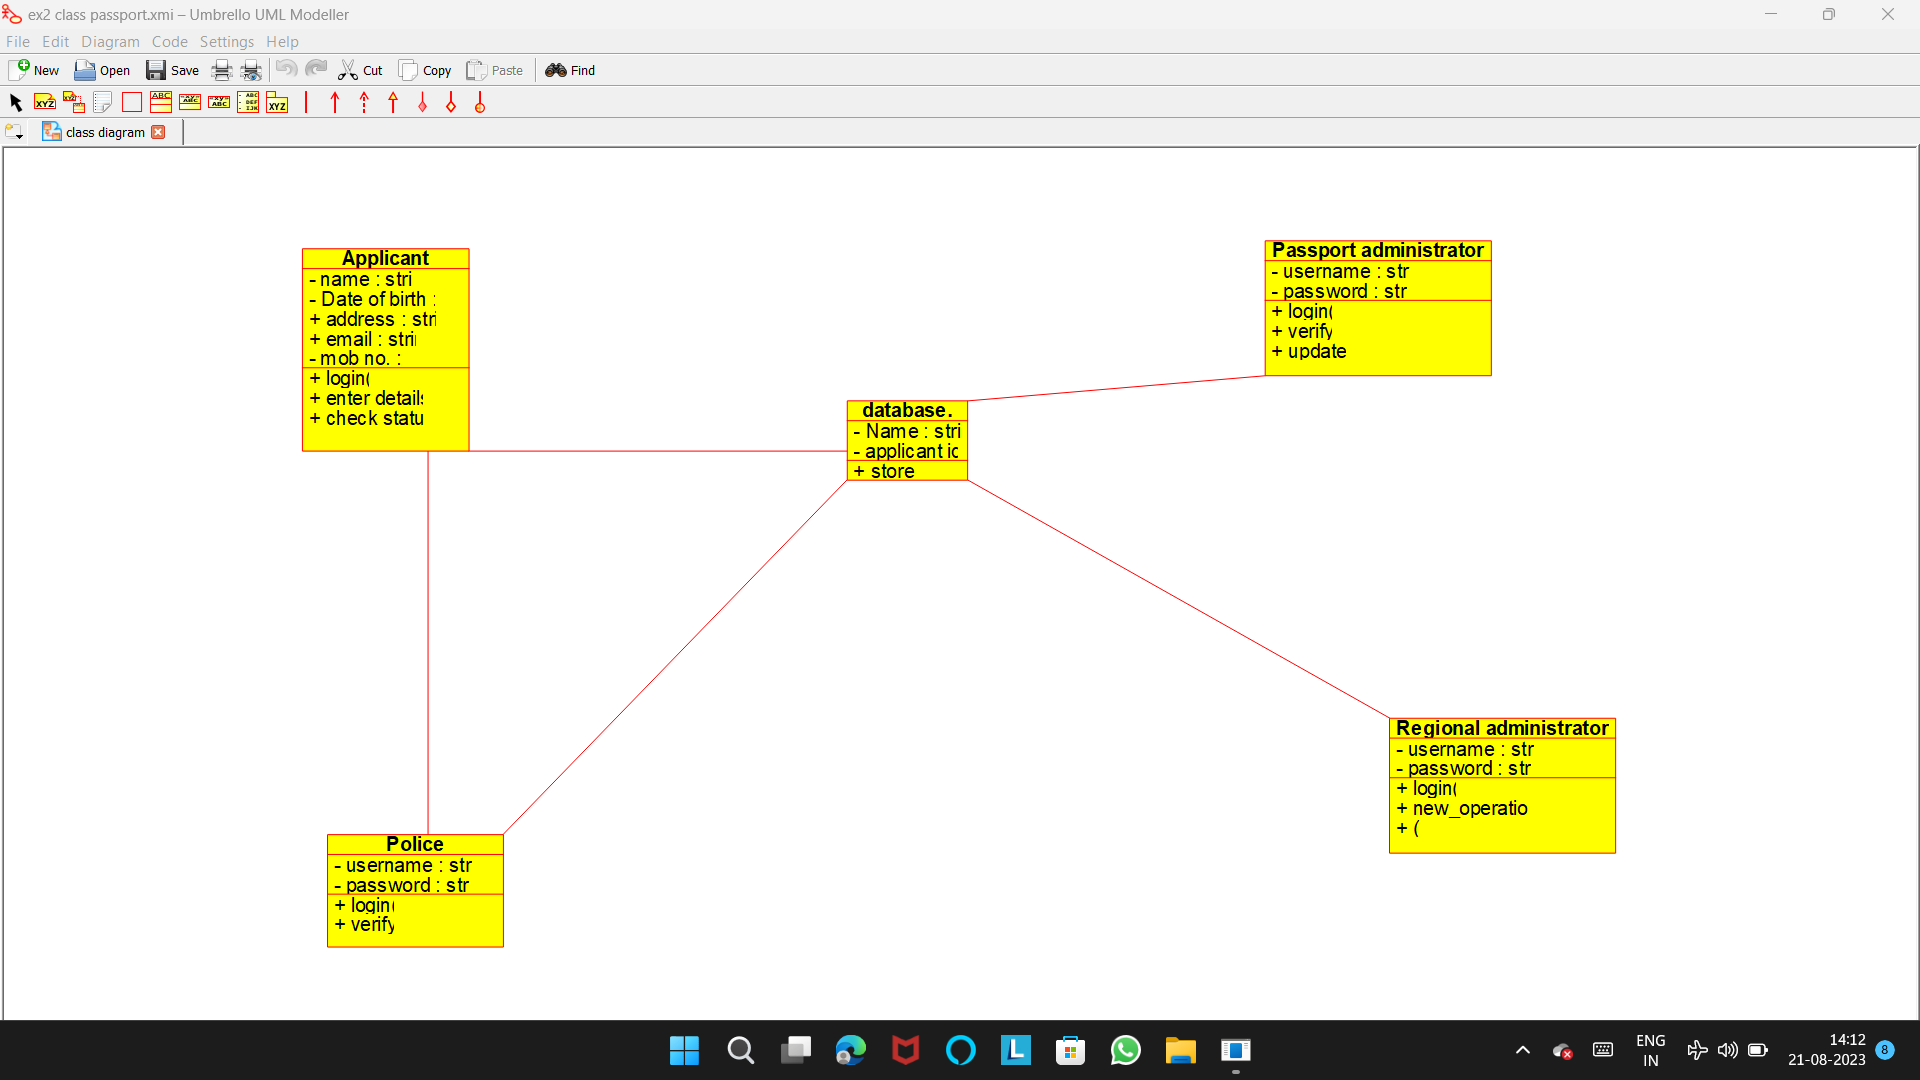 ex2 class passport.xmi – Umbrello UML Modeller
File Edit Diagram Code Settings Help
New Open Save Cut Copy Paste Find
class diagram
Applicant
- name : stri
- Date of birth :
+ address : stri
+ email : stri
- mob no. :
+ login(
+ enter details
+ check statu
Passport administrator
- username : str
- password : str
+ login(
+ verify
+ update
database.
- Name : stri
- applicant ic
+ store
Regional administrator
- username : str
- password : str
+ login(
+ new_operatio
+ (
Police
- username : str
- password : str
+ login(
+ verify
ENG
IN
14:12
21-08-2023
8